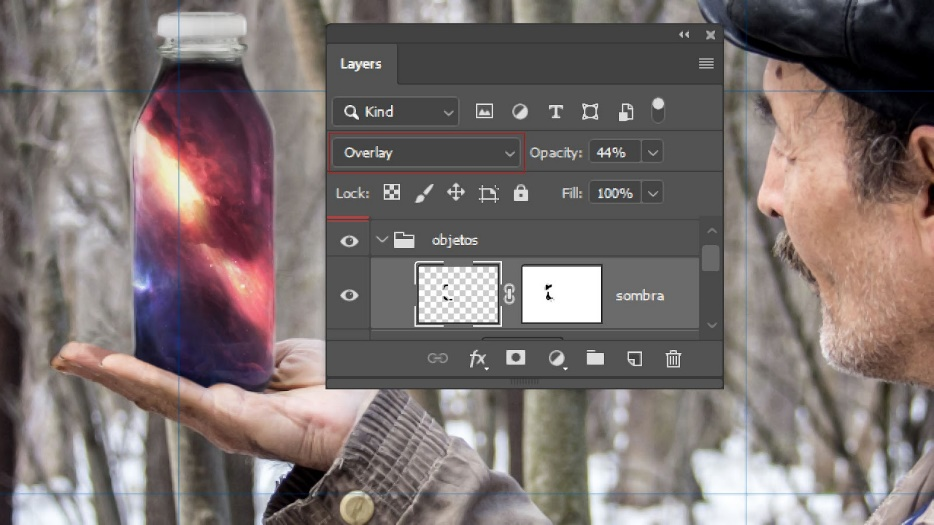 Layers
Kind
Overlay
Opacity: 44%
Lock: Fill: 100%
objetos
sombra
fx